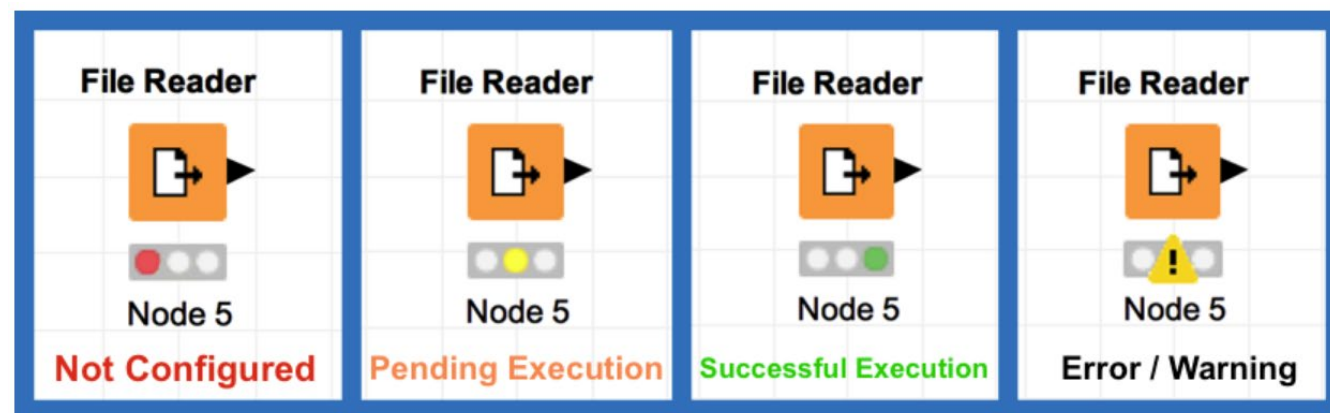 File Reader
Node 5
Not Configured
File Reader
Node 5
Pending Execution
File Reader
Node 5
Successful Execution
File Reader
!
Node 5
Error / Warning